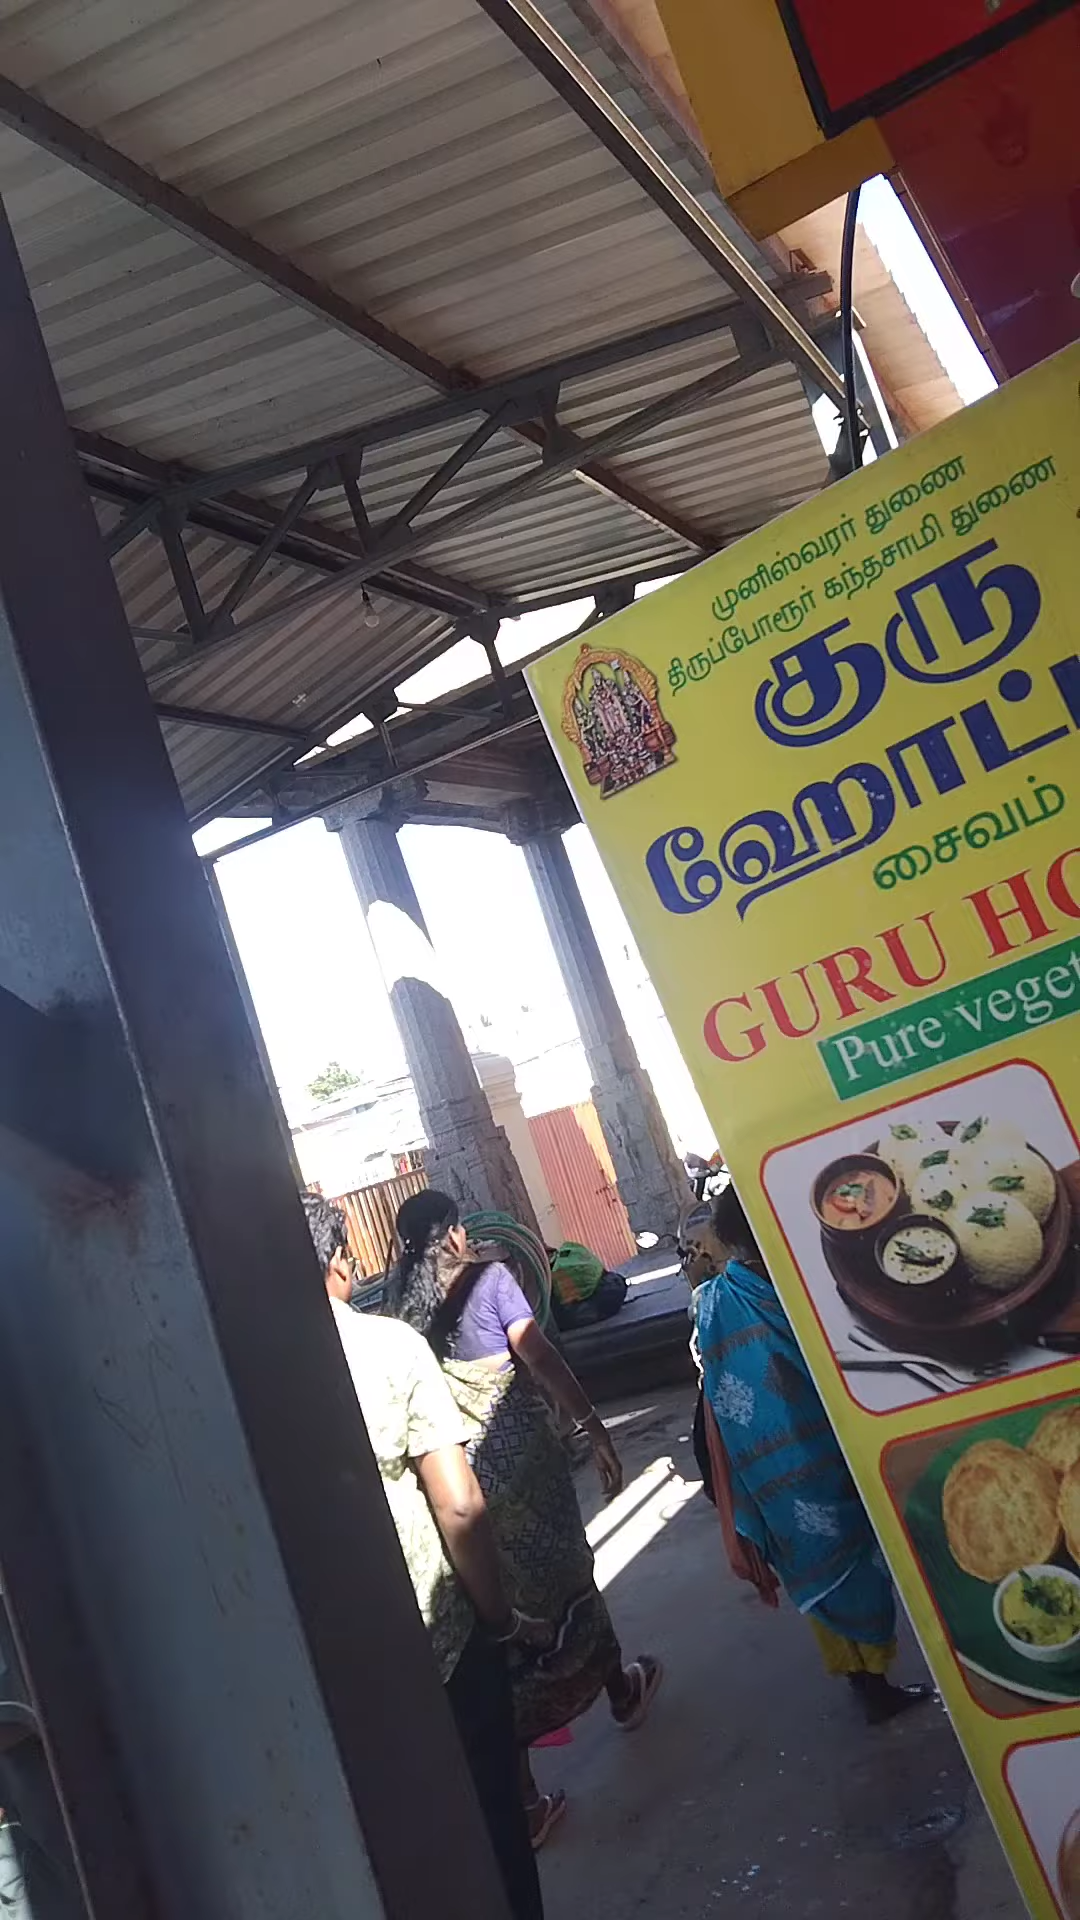 முனிஸ்வரர் துணை
திருப்போரூர் கந்தசாமி துணை
குரு
ஹோட்
சைவம்
GURU HO
Pure veget